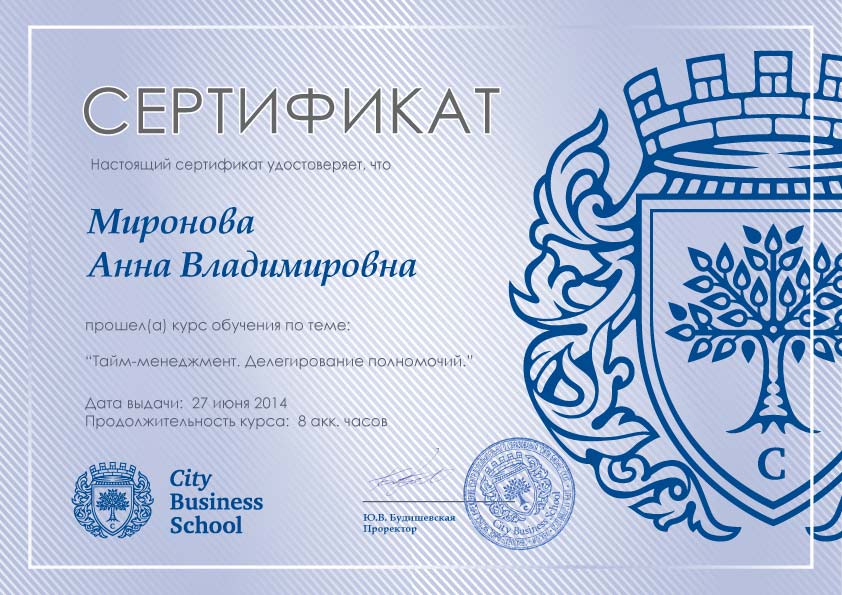 СЕРТИФИКАТ
Настоящий сертификат удостоверяет, что
Миронова
Анна Владимировна
прошел(а) курс обучения по теме:
“Тайм-менеджмент. Делегирование полномочий.”
Дата выдачи: 27 июня 2014
Продолжительность курса: 8 акк. часов
City
Business
School
Ю.В. Будишевская
Проректор
City Business School
C
C